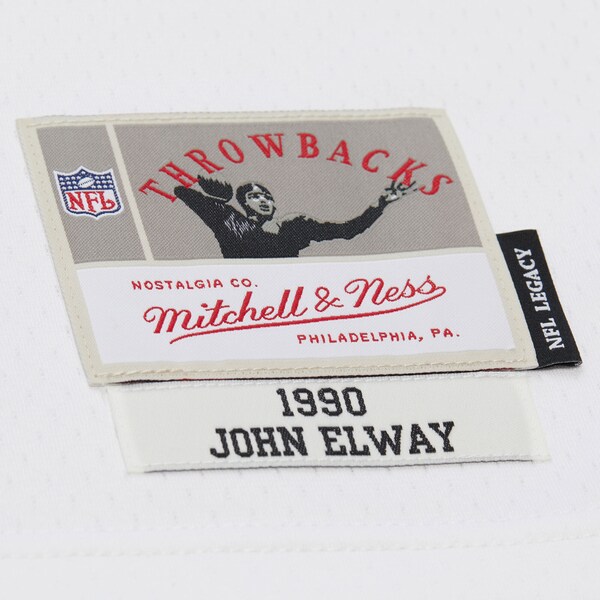 THROWBACKS
NFL
NOSTALGIA CO.
Mitchell & Ness
PHILADELPHIA, PA.
NFL LEGACY
1990
JOHN ELWAY